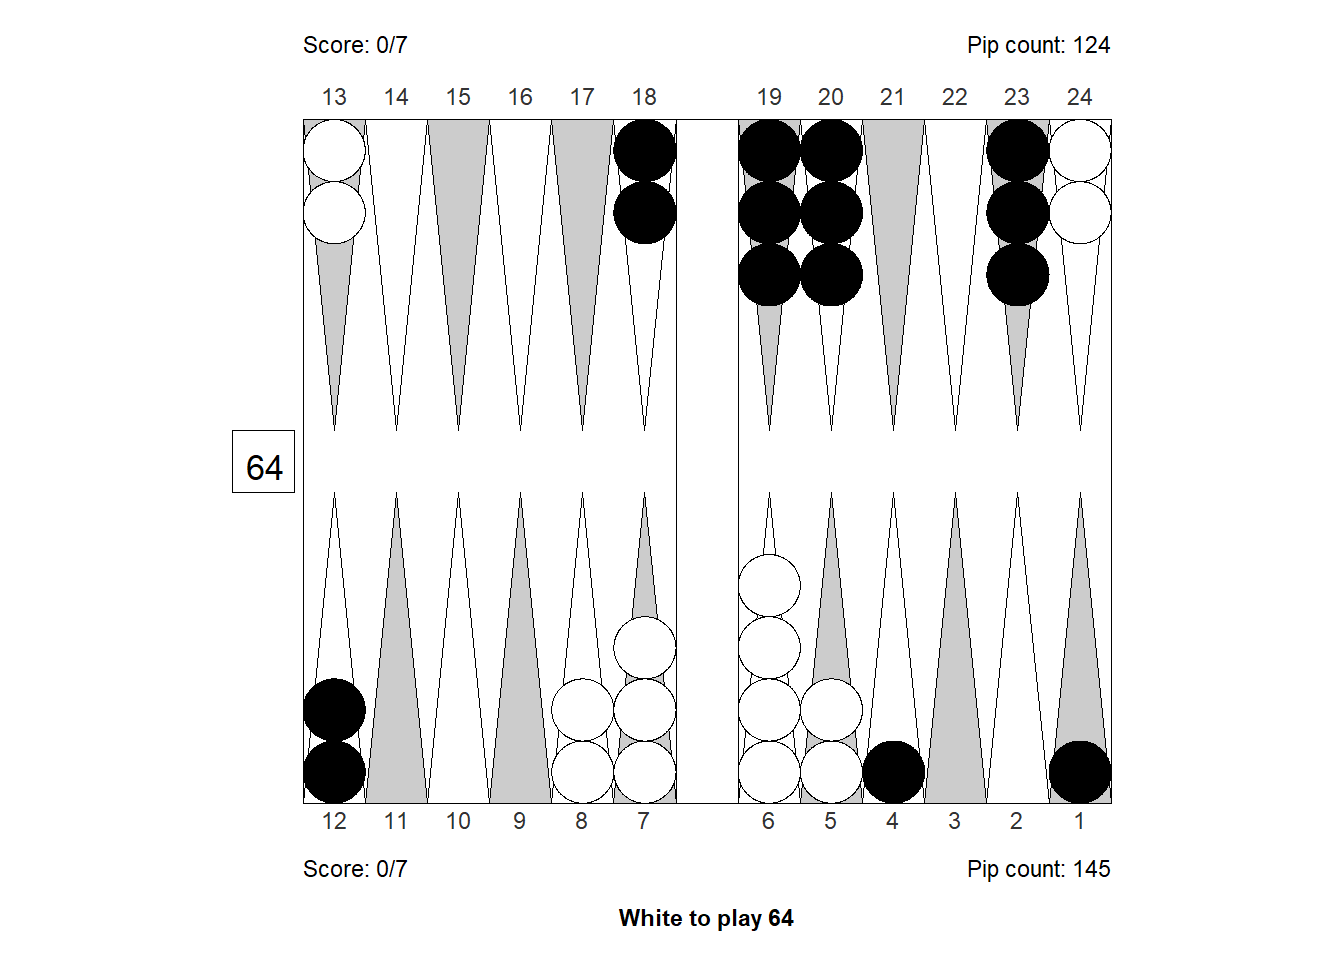 Score: 0/7 Pip count: 124
13 14 15 16 17 18 19 20 21 22 23 24
64
12 11 10 9 8 7 6 5 4 3 2 1
Score: 0/7 Pip count: 145
White to play 64